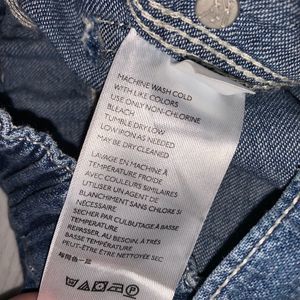 MACHINE WASH COLD
WITH LIKE COLORS
USE ONLY NON-CHLORINE
BLEACH
TUMBLE DRY LOW
LOW IRON AS NEEDED
MAY BE DRY CLEANED
LAVAGE EN MACHINE À
TEMPÉRATURE FROIDE
AVEC COULEURS SIMILAIRES
UTILISER UN AGENT DE
BLANCHIMENT SANS CHLORE SI
NÉCESSAIRE
SÉCHER PAR CULBUTAGE À BASSE
TEMPÉRATURE
REPASSER, AU BESOIN, À TRÈS
BASSE TEMPÉRATURE
PEUT-ÊTRE ÊTRE NETTOYÉ SEC